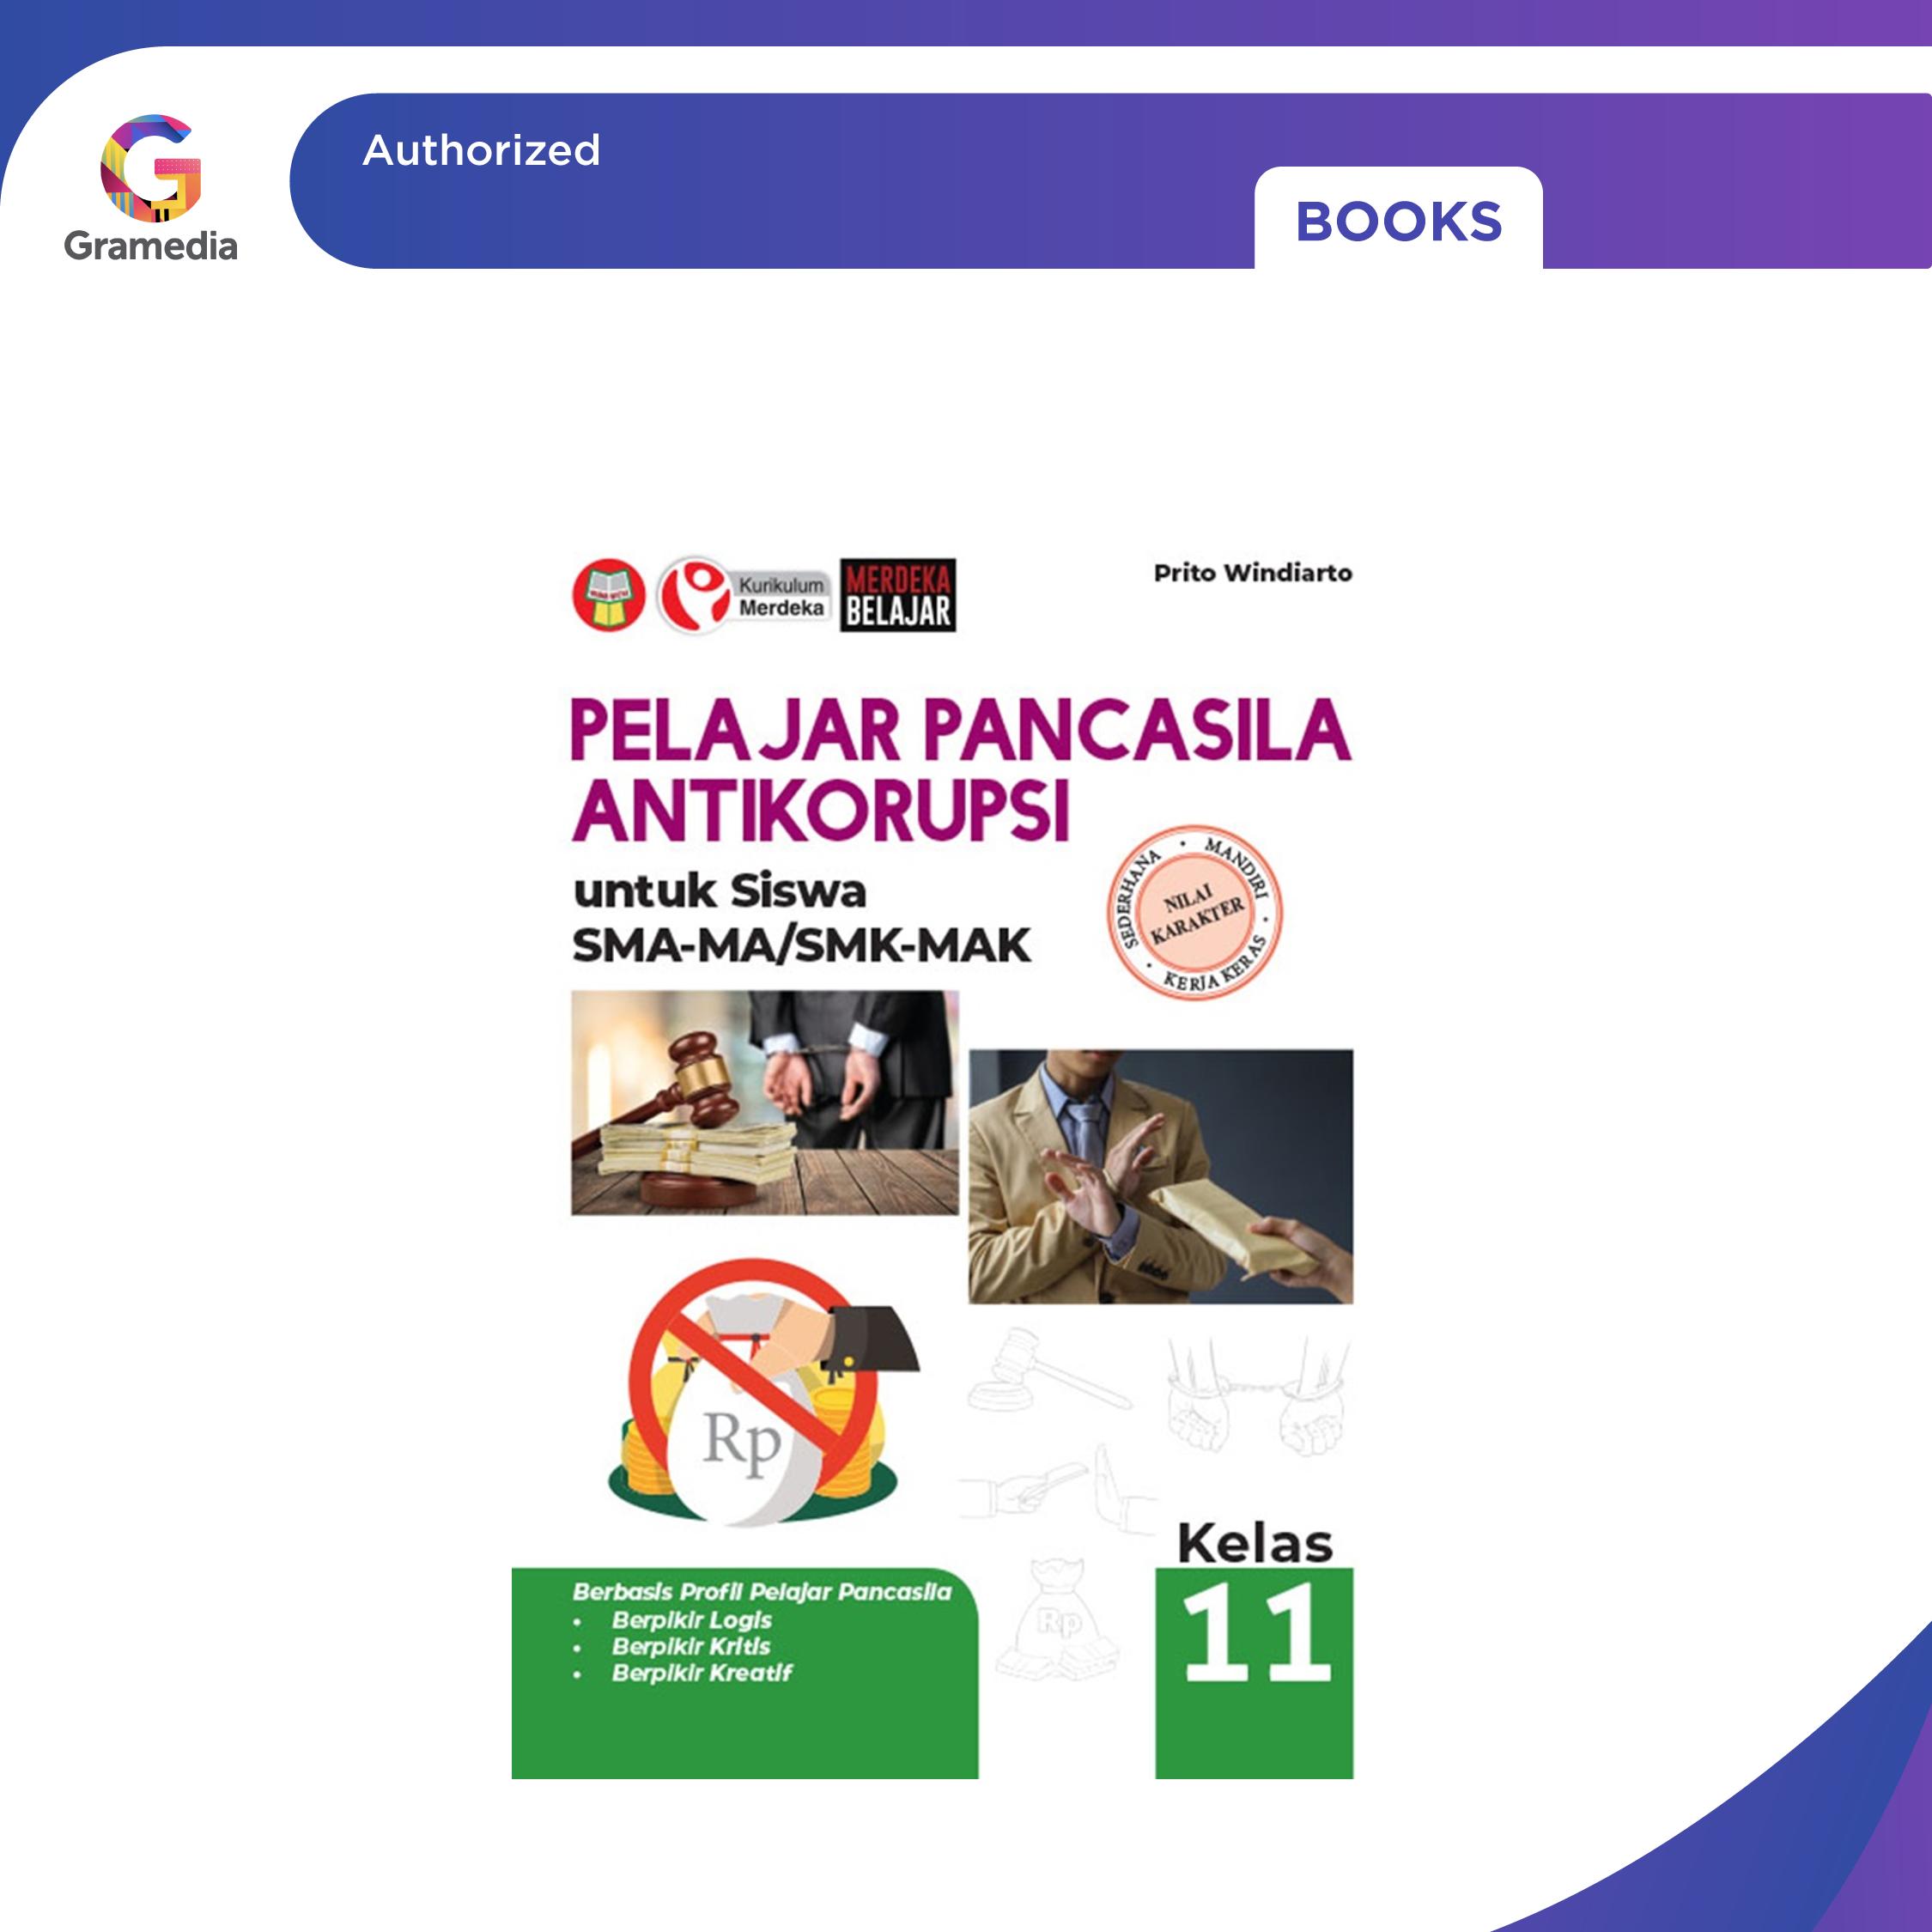 Gramedia
Authorized
BOOKS
Kurikulum
Merdeka
MERDEKA
BELAJAR
Prito Windiarto
PELAJAR PANCASILA
ANTIKORUPSI
untuk Siswa
SMA-MA/SMK-MAK
SEDERHANA • MANDIRI • KERJA KERAS •
NILAI
KARAKTER
Rp
Rp
Kelas
11
Berbasis Profil Pelajar Pancasila
• Berpikir Logis
• Berpikir Kritis
• Berpikir Kreatif